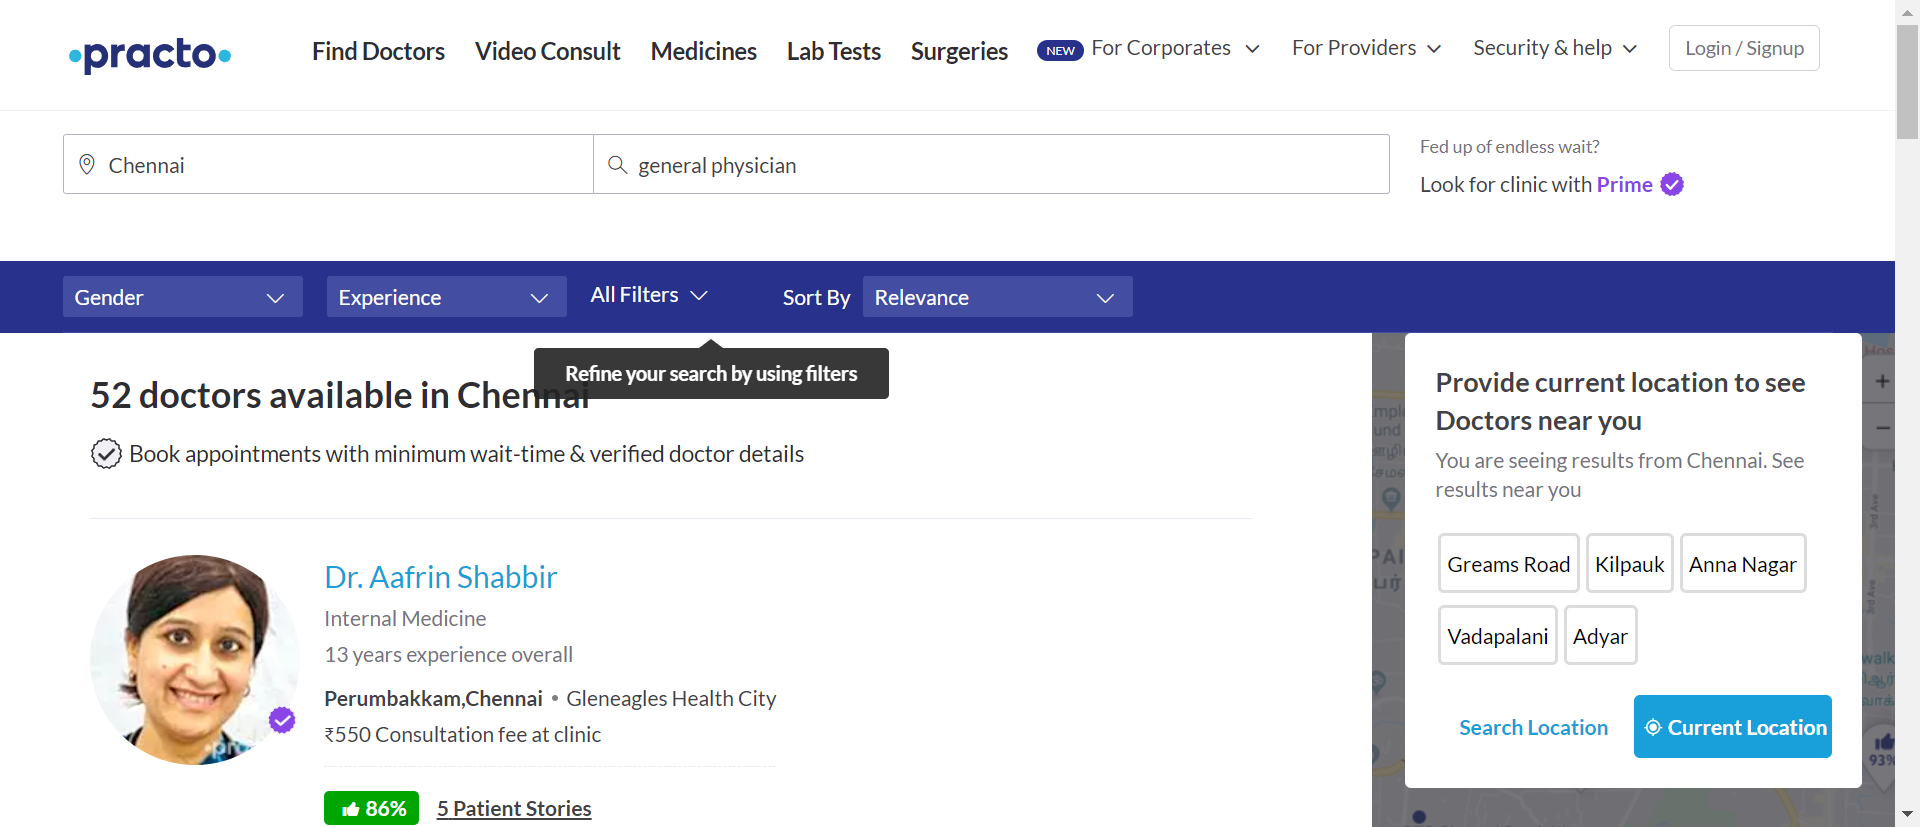 practo
Find Doctors
Video Consult
Medicines
Lab Tests
Surgeries
NEW
For Corporates
For Providers
Security & help
Login / Signup
Chennai
general physician
Fed up of endless wait?
Look for clinic with Prime
Gender
Experience
All Filters
Sort By
Relevance
Refine your search by using filters
52 doctors available in Chennai
Book appointments with minimum wait-time & verified doctor details
Dr. Aafrin Shabbir
Internal Medicine
13 years experience overall
Perumbakkam,Chennai • Gleneagles Health City
₹550 Consultation fee at clinic
86%
5 Patient Stories
Provide current location to see
Doctors near you
You are seeing results from Chennai. See
results near you
Greams Road
Kilpauk
Anna Nagar
Vadapalani
Adyar
Search Location
Current Location
+
−
3rd Ave
3rd Ave
93%